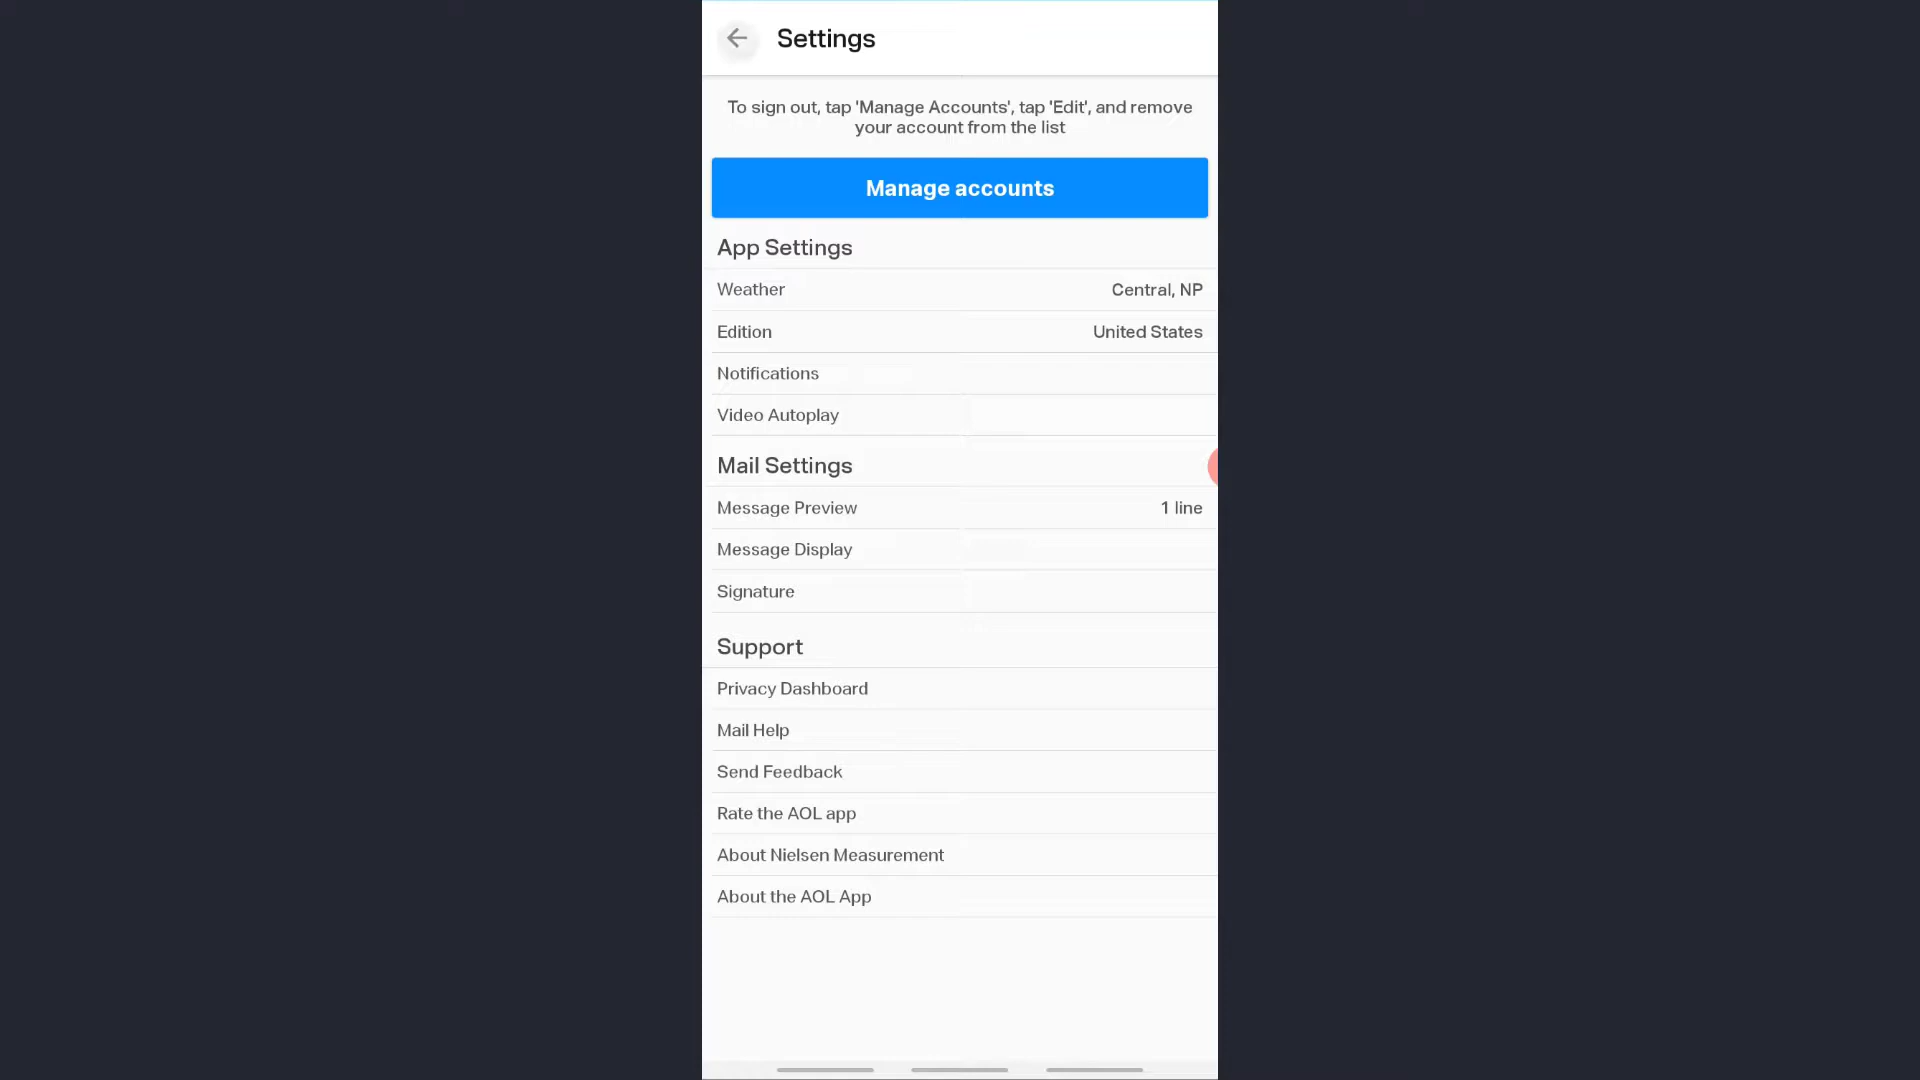 Settings
To sign out, tap 'Manage Accounts', tap 'Edit', and remove
your account from the list
Manage accounts
App Settings
Weather Central, NP
Edition United States
Notifications
Video Autoplay
Mail Settings
Message Preview 1 line
Message Display
Signature
Support
Privacy Dashboard
Mail Help
Send Feedback
Rate the AOL app
About Nielsen Measurement
About the AOL App